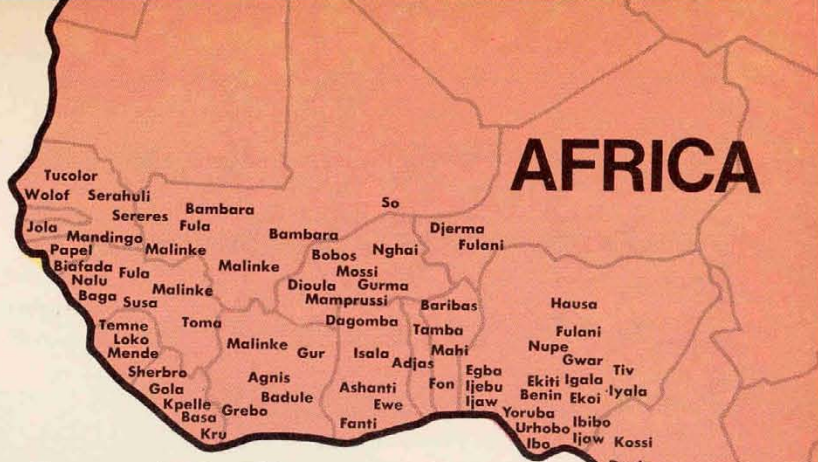 AFRICA
Tucolor
Wolof
Serahuli
Sereres
Bambara
Fula
So
Jola
Mandingo
Papel
Malinke
Bambara
Djerma
Fulani
Biafada
Fula
Nalu
Malinke
Bobos
Nghai
Mossi
Baga
Susa
Malinke
Dioula
Gurma
Mamprussi
Baribas
Hausa
Temne
Loko
Mende
Toma
Dagomba
Tamba
Fulani
Malinke
Gur
Isala
Mahi
Adjas
Nupe
Gwar
Sherbro
Gola
Agnis
Badule
Ashanti
Ewe
Fon
Egba
Ijebu
Ijaw
Ekiti
Igala
Tiv
Benin
Ekoi
Iyala
Kpelle
Basa
Grebo
Kru
Fanti
Yoruba
Urhobo
Ibo
Ibibo
Ijaw
Kossi